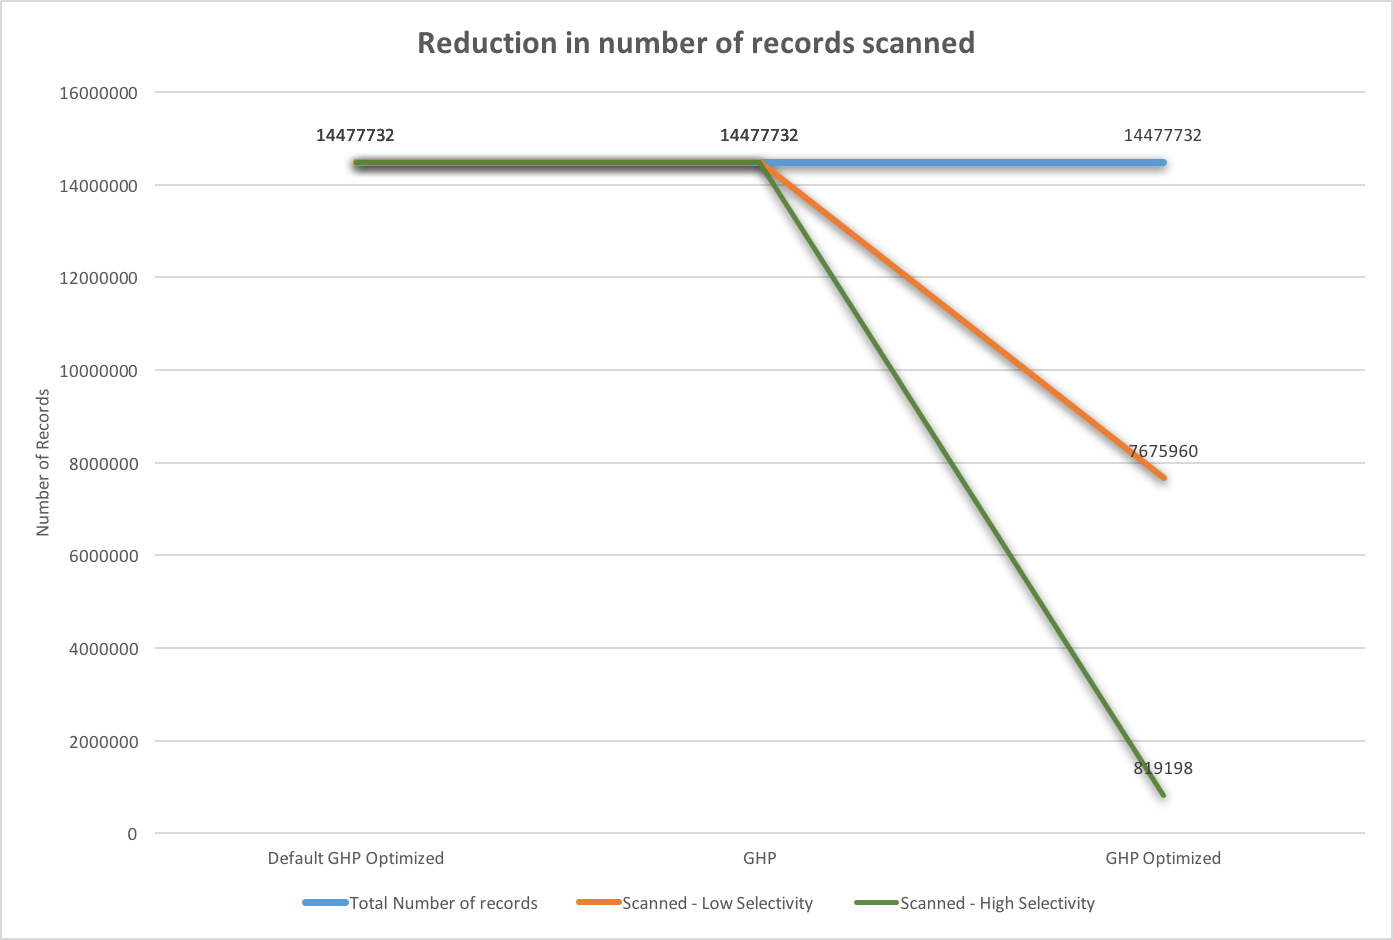 Reduction in number of records scanned
16000000
14477732 14477732 14477732
14000000
12000000
10000000
Number of Records
7675960
8000000
6000000
4000000
819198
2000000
0
Default GHP Optimized GHP GHP Optimized
Total Number of records Scanned - Low Selectivity Scanned - High Selectivity